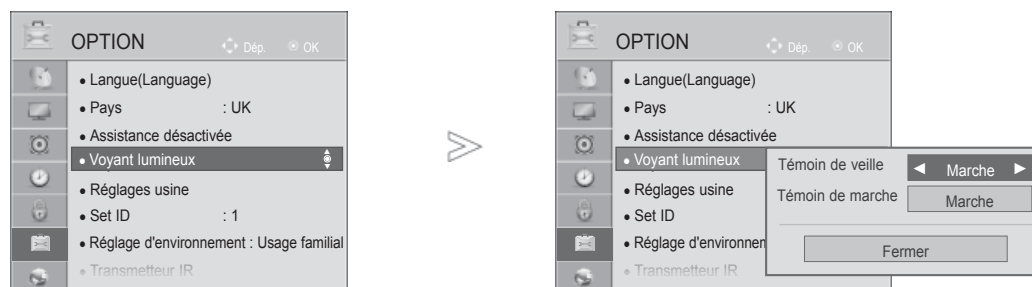 OPTION
Dép. OK
Langue(Language)
Pays : UK
Assistance désactivée
Voyant lumineux
Réglages usine
Set ID : 1
Réglage d'environnement : Usage familial
Transmetteur IR
OPTION
Dép. OK
Langue(Language)
Pays : UK
Assistance désactivée
Voyant lumineux
Réglages usine
Set ID
Réglage d'environnen
Transmetteur IR
Témoin de veille ◄ Marche ►
Témoin de marche Marche
Fermer